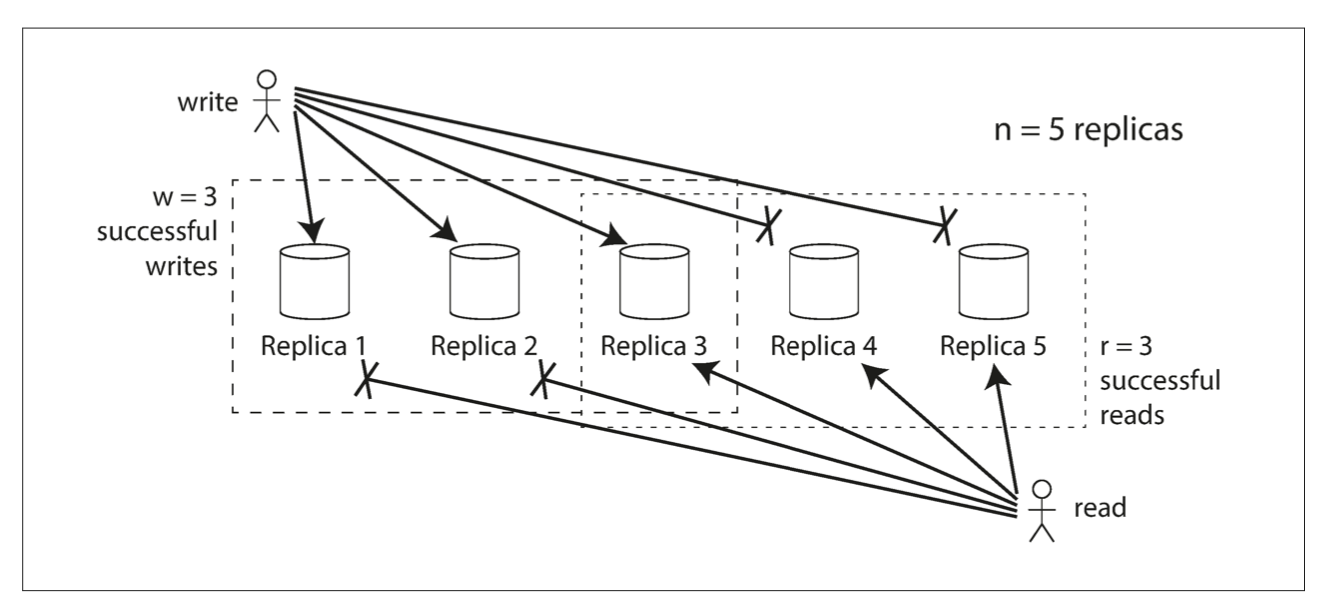 write
n = 5 replicas
w = 3
successful
writes
Replica 1
Replica 2
Replica 3
Replica 4
Replica 5
r = 3
successful
reads
read